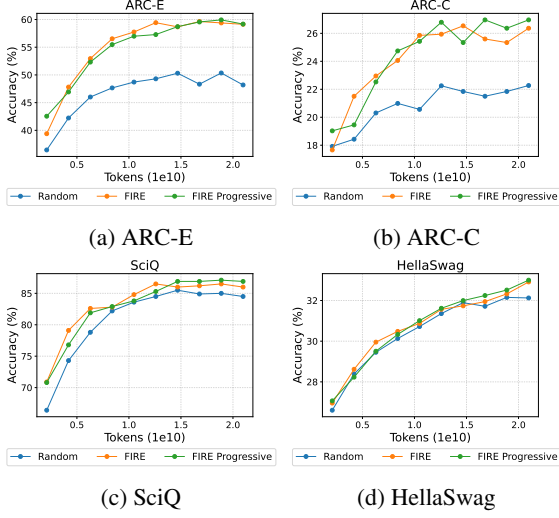 ARC-E
Accuracy (%)
60
55
50
45
40
0.5 1.0 1.5 2.0
Tokens (1e10)
Random FIRE FIRE Progressive
(a) ARC-E
ARC-C
Accuracy (%)
26
24
22
20
18
0.5 1.0 1.5 2.0
Tokens (1e10)
Random FIRE FIRE Progressive
(b) ARC-C
SciQ
Accuracy (%)
85
80
75
70
0.5 1.0 1.5 2.0
Tokens (1e10)
Random FIRE FIRE Progressive
(c) SciQ
HellaSwag
Accuracy (%)
32
30
28
26
0.5 1.0 1.5 2.0
Tokens (1e10)
Random FIRE FIRE Progressive
(d) HellaSwag